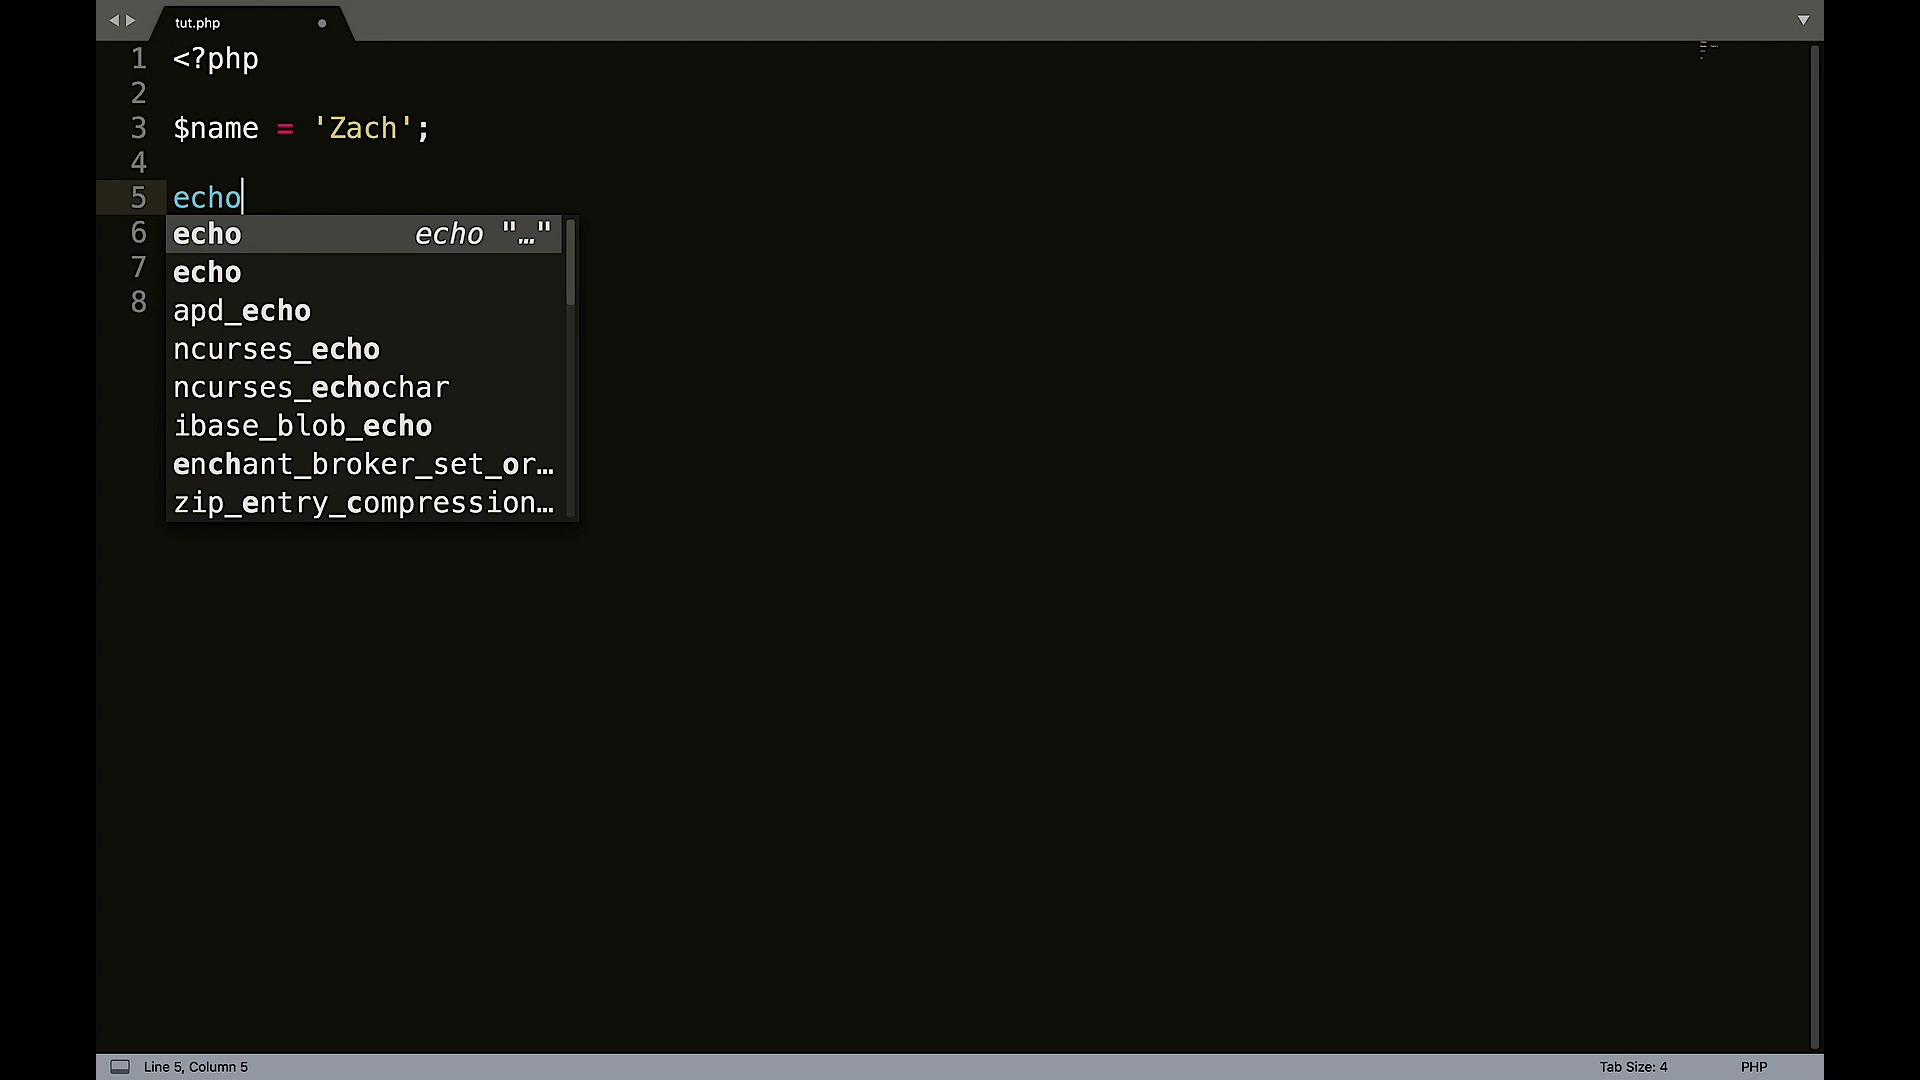 tut.php
1 <?php
2
3 $name = 'Zach';
4
5 echo
6 echo echo "…"
7 echo
8 apd_echo
ncurses_echo
ncurses_echochar
ibase_blob_echo
enchant_broker_set_or…
zip_entry_compression…
Line 5, Column 5 Tab Size: 4 PHP